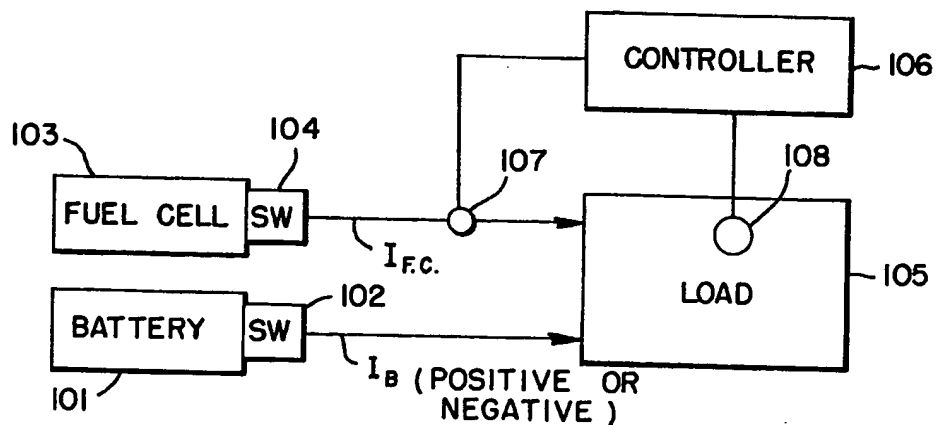 CONTROLLER
106
103
104
107
108
FUEL CELL
SW
I F.C.
LOAD
105
102
BATTERY
SW
101
I B (POSITIVE OR
NEGATIVE)